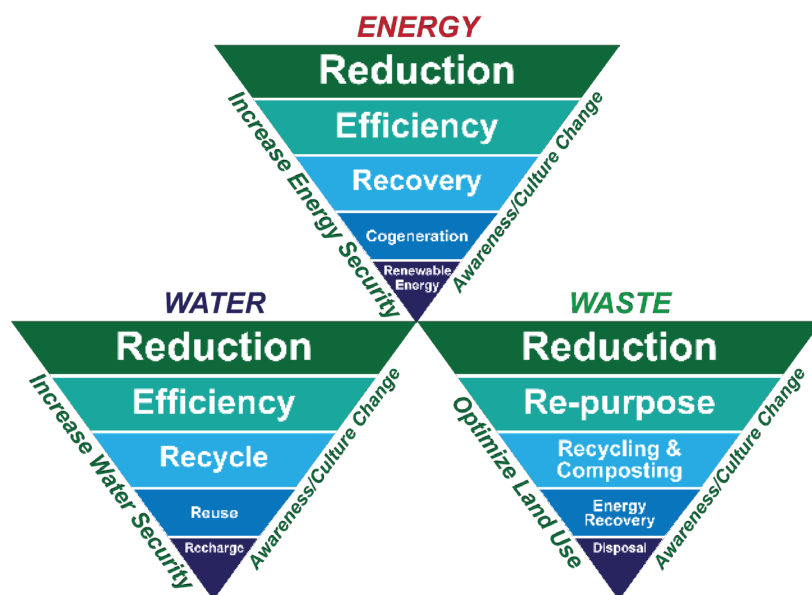 ENERGY
Reduction
Efficiency
Recovery
Cogeneration
Renewable
Energy
Increase Energy Security
Awareness/Culture Change
WATER
Reduction
Efficiency
Recycle
Reuse
Recharge
Increase Water Security
Awareness/Culture Change
WASTE
Reduction
Re-purpose
Recycling &
Composting
Energy
Recovery
Disposal
Optimize Land Use
Awareness/Culture Change